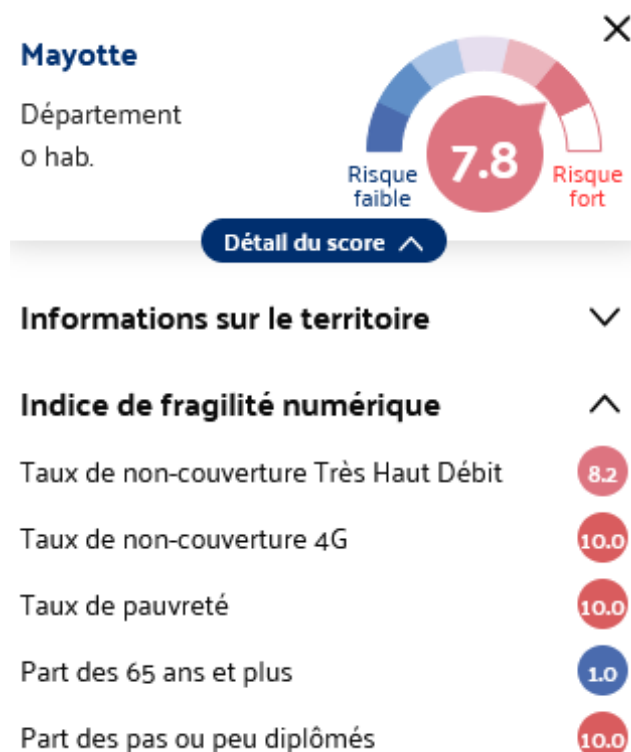 Mayotte
Département
0 hab.
7.8
Risque
faible
Risque
fort
Détail du score
Informations sur le territoire
Indice de fragilité numérique
Taux de non-couverture Très Haut Débit 8.2
Taux de non-couverture 4G 10.0
Taux de pauvreté 10.0
Part des 65 ans et plus 1.0
Part des pas ou peu diplômés 10.0